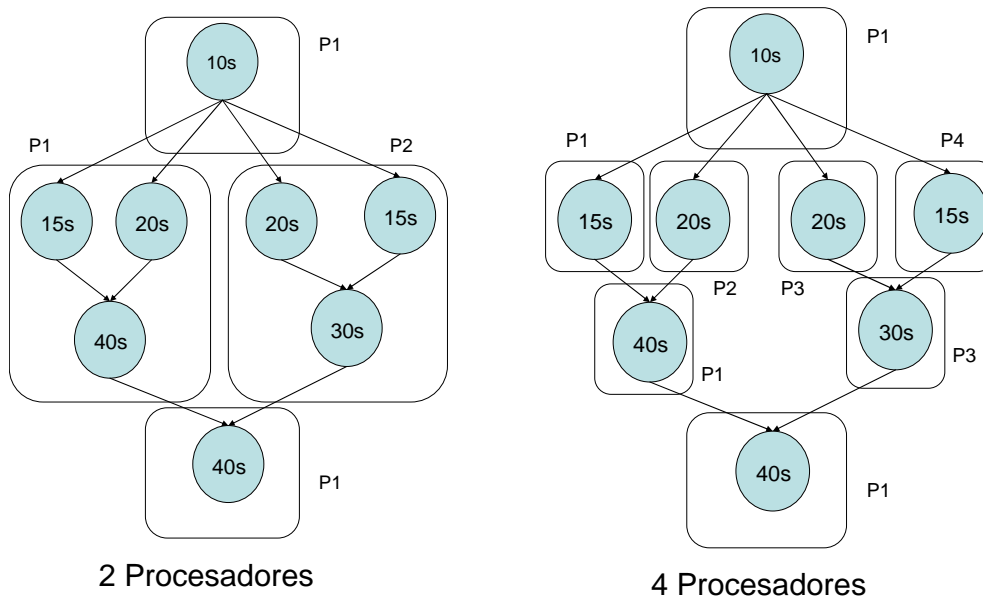 10s
P1
P1
P2
15s
20s
20s
15s
40s
30s
40s
P1
2 Procesadores
10s
P1
P1
P4
15s
20s
20s
15s
P2
P3
40s
30s
P1
P3
40s
P1
4 Procesadores